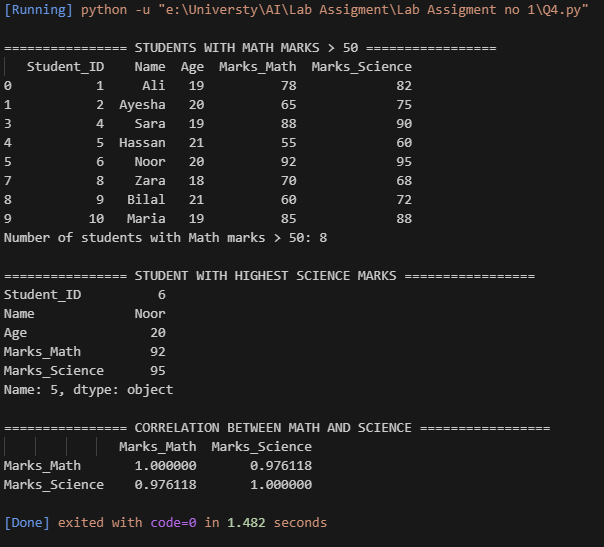 [Running] python -u "e:\Universty\AI\Lab Assigment\Lab Assigment no 1\Q4.py"
================ STUDENTS WITH MATH MARKS > 50 =================
Student_ID Name Age Marks_Math Marks_Science
0 1 Ali 19 78 82
1 2 Ayesha 20 65 75
3 4 Sara 19 88 90
4 5 Hassan 21 55 60
5 6 Noor 20 92 95
7 8 Zara 18 70 68
8 9 Bilal 21 60 72
9 10 Maria 19 85 88
Number of students with Math marks > 50: 8
================ STUDENT WITH HIGHEST SCIENCE MARKS =================
Student_ID 6
Name Noor
Age 20
Marks_Math 92
Marks_Science 95
Name: 5, dtype: object
================ CORRELATION BETWEEN MATH AND SCIENCE =================
Marks_Math Marks_Science
Marks_Math 1.000000 0.976118
Marks_Science 0.976118 1.000000
[Done] exited with code=0 in 1.482 seconds